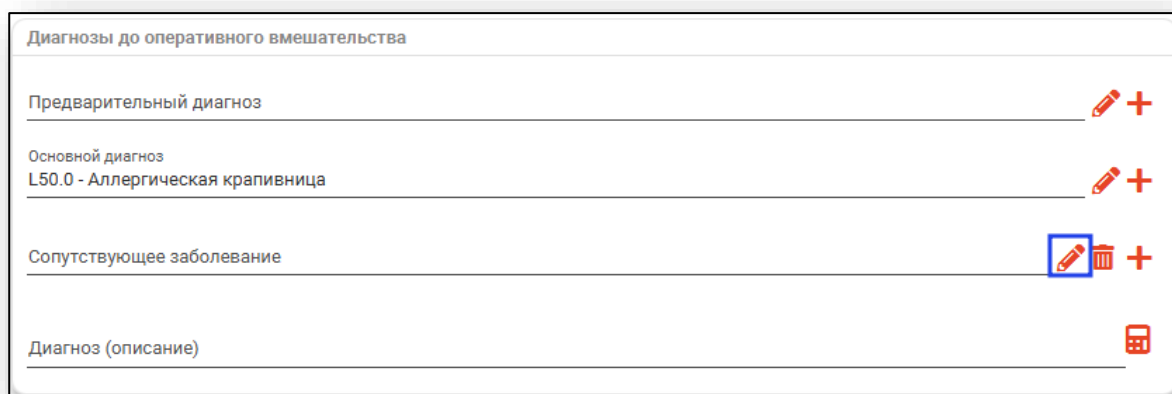 Диагнозы до оперативного вмешательства
Предварительный диагноз
Основной диагноз
L50.0 - Аллергическая крапивница
Сопутствующее заболевание
Диагноз (описание)